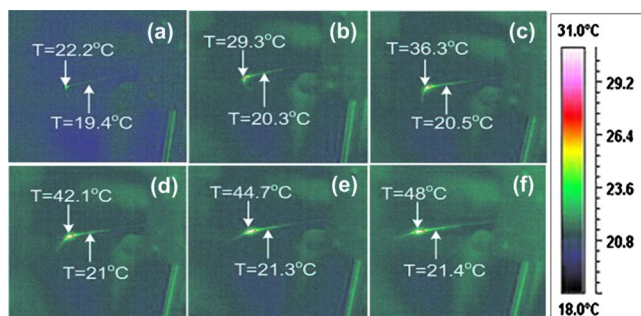 (a)
T=22.2°C
T=19.4°C
(b)
T=29.3°C
T=20.3°C
(c)
T=36.3°C
T=20.5°C
(d)
T=42.1°C
T=21°C
(e)
T=44.7°C
T=21.3°C
(f)
T=48°C
T=21.4°C
31.0°C
29.2
26.4
23.6
20.8
18.0°C